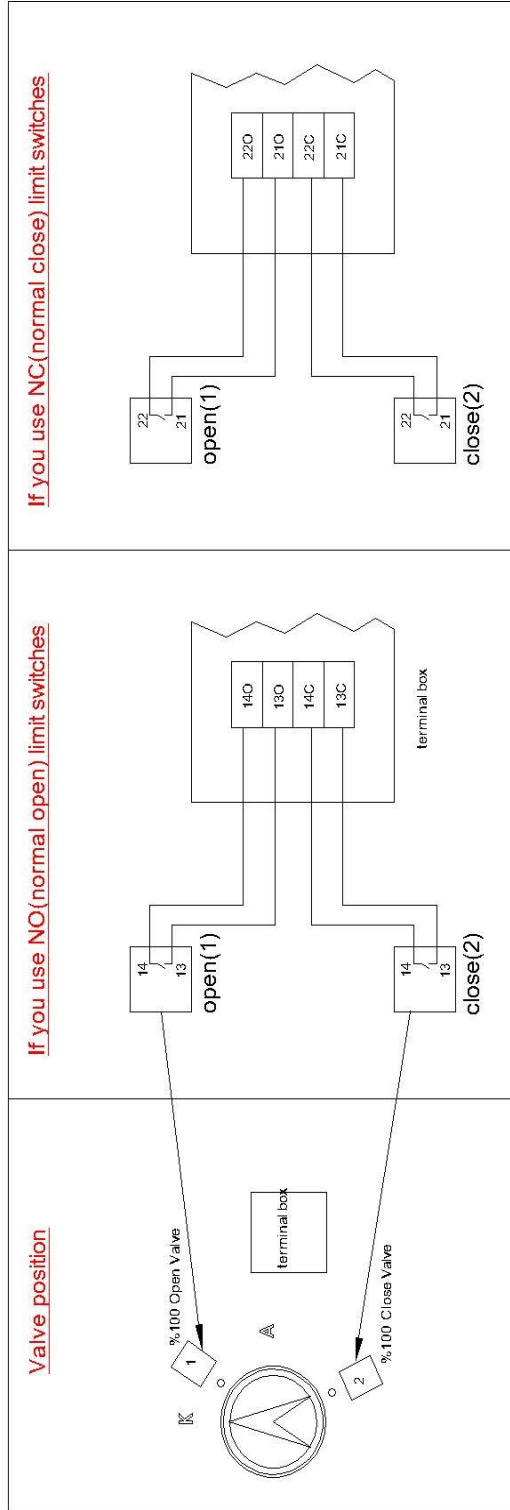 Valve position
%100 Open Valve
1
K
A
terminal box
2
%100 Close Valve
If you use NO(normal open) limit switches
14
13
open(1)
14O
13O
14C
13C
14
13
close(2)
terminal box
If you use NC(normal close) limit switches
22
21
open(1)
22O
21O
22C
21C
22
21
close(2)